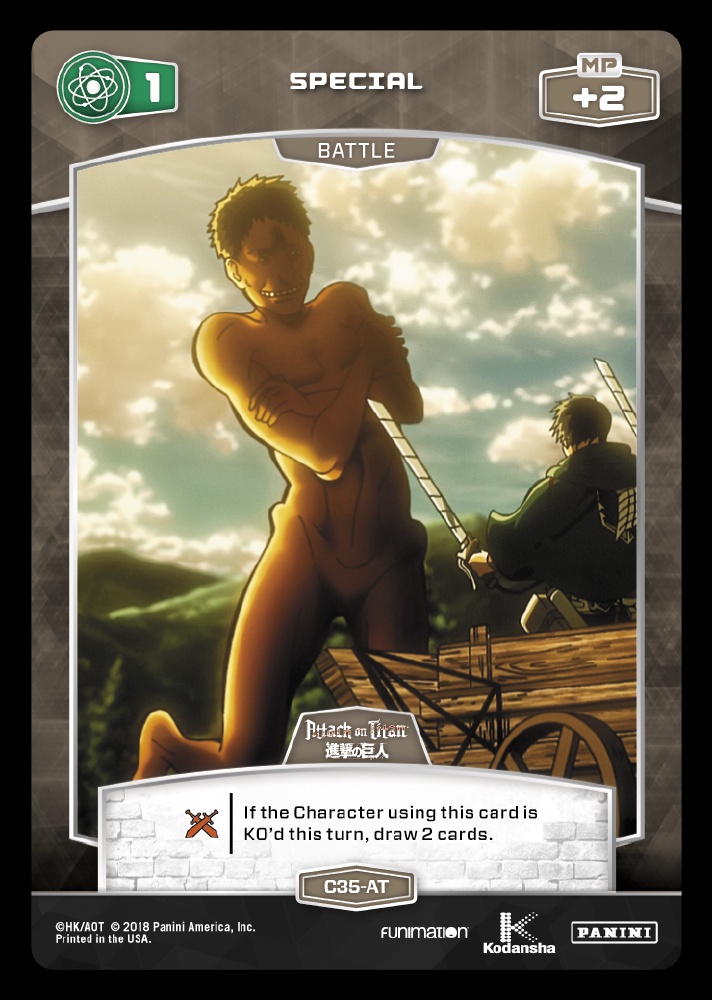 1
SPECIAL
MP
+2
BATTLE
Attack on Titan
進撃の巨人
If the Character using this card is
KO'd this turn, draw 2 cards.
C35-AT
©HK/AOT © 2018 Panini America, Inc.
Printed in the USA.
FUNIMATION
K
Kodansha
PANINI